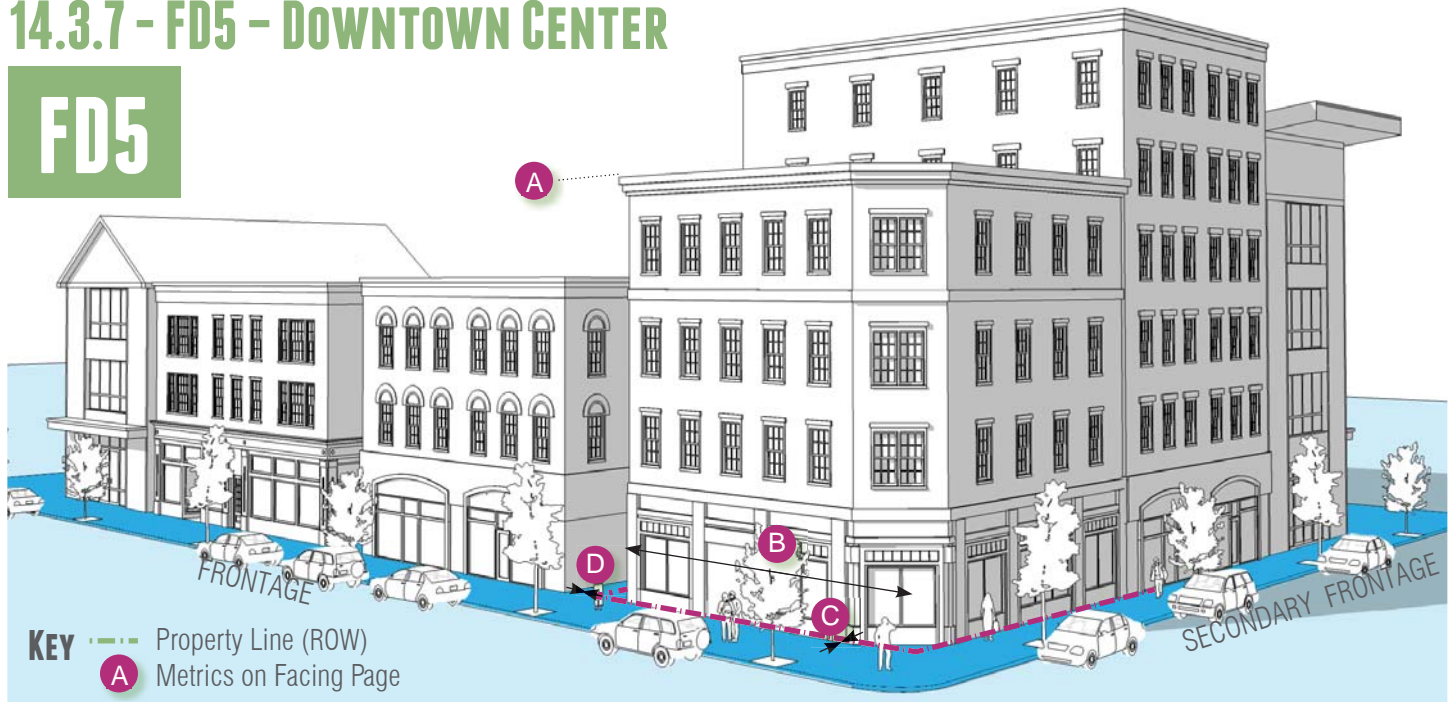 14.3.7 - FD5 – Downtown Center
FD5
A
B
D
C
FRONTAGE
SECONDARY FRONTAGE
Key Property Line (ROW)
A Metrics on Facing Page